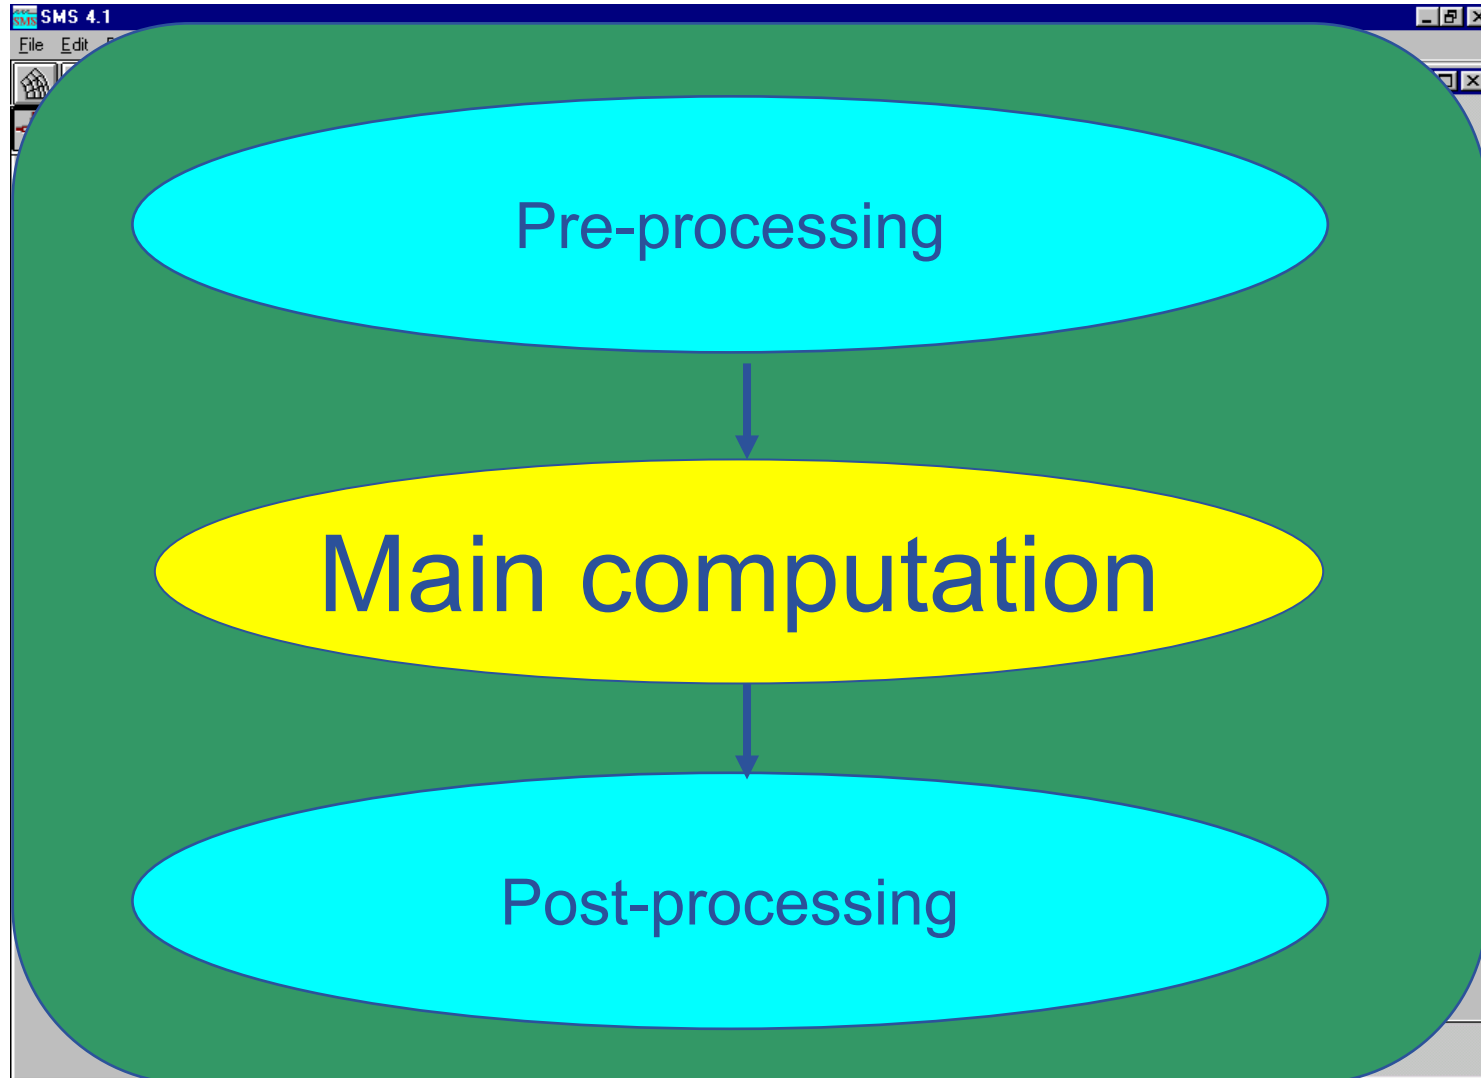 SMS 4.1
File Edit
Pre-processing
Main computation
Post-processing